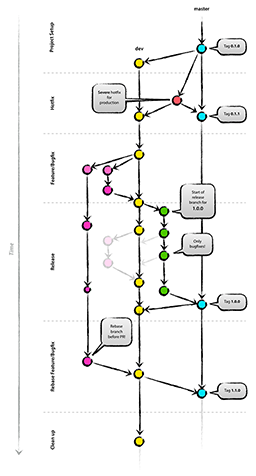 master
Project Setup
dev
Tag 0.1.0
Severe hotfix
for
production
Hotfix
Tag 0.1.1
Feature/Bugfix
Start of
release
branch for
1.0.0
Time
Release
Only
bugfixes!
Tag 1.0.0
Rebase
branch
before PR
Rebase Feature/Bugfix
Tag 1.1.0
Clean up